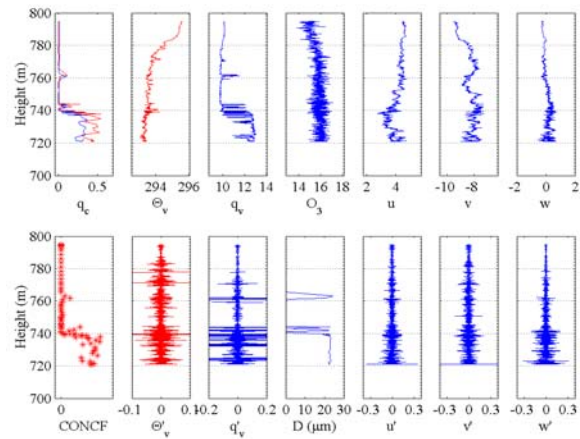 800
780
760
740
720
700
Height (m)
0 0.5
294 296
10 12 14
14 16 18
2 4 6
-10 -8 -6
-2 0 2
q_c
Θ_v
q_v
O_3
u
v
w
800
780
760
740
720
700
Height (m)
0
-0.1 0 0.1
-0.2 0 0.2
0 10 20 30
-0.3 0 0.3
-0.3 0 0.3
-0.3 0 0.3
CONCF
Θ'_v
q'_v
D (μm)
u'
v'
w'